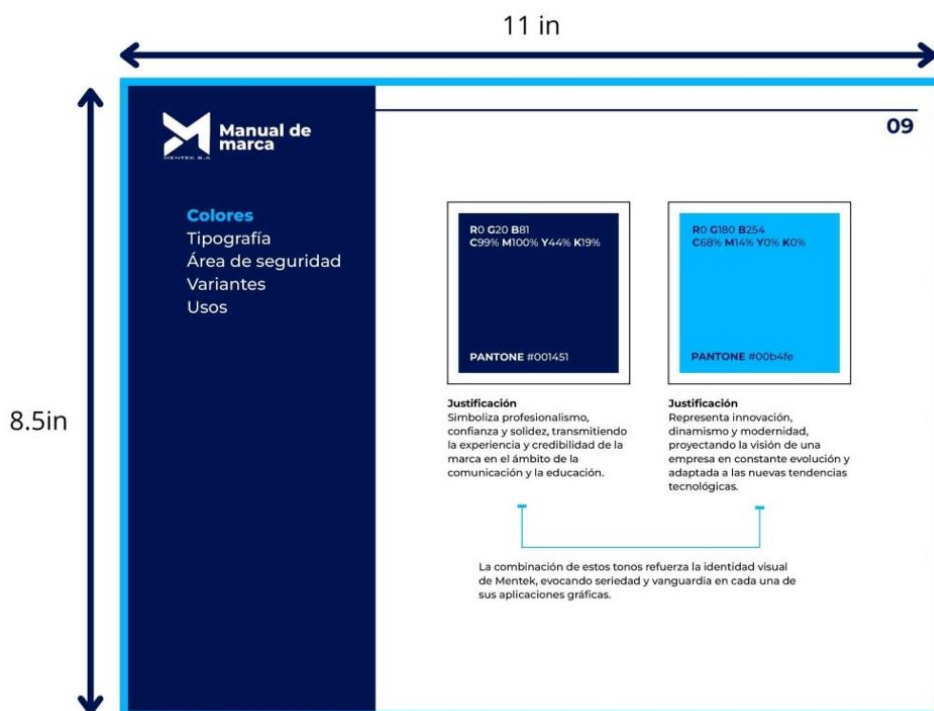 11 in
8.5in
MENTEK S.A
Manual de
marca
09
Colores
Tipografía
Área de seguridad
Variantes
Usos
R0 G20 B81
C99% M100% Y44% K19%
PANTONE #001451
R0 G180 B254
C68% M14% Y0% K0%
PANTONE #00b4fe
Justificación
Simboliza profesionalismo,
confianza y solidez, transmitiendo
la experiencia y credibilidad de la
marca en el ámbito de la
comunicación y la educación.
Justificación
Representa innovación,
dinamismo y modernidad,
proyectando la visión de una
empresa en constante evolución y
adaptada a las nuevas tendencias
tecnológicas.
La combinación de estos tonos refuerza la identidad visual
de Mentek, evocando seriedad y vanguardia en cada una de
sus aplicaciones gráficas.